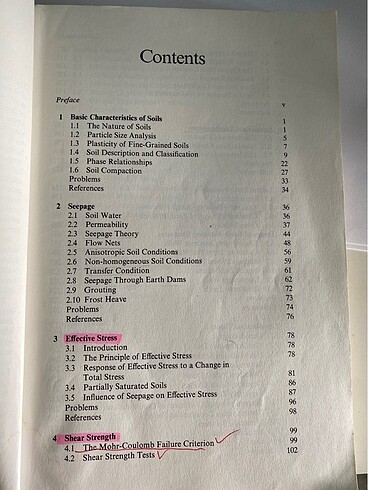 Contents
Preface v
1 Basic Characteristics of Soils 1
1.1 The Nature of Soils 1
1.2 Particle Size Analysis 5
1.3 Plasticity of Fine-Grained Soils 7
1.4 Soil Description and Classification 9
1.5 Phase Relationships 22
1.6 Soil Compaction 27
Problems 33
References 34
2 Seepage 36
2.1 Soil Water 36
2.2 Permeability 37
2.3 Seepage Theory 44
2.4 Flow Nets 48
2.5 Anisotropic Soil Conditions 56
2.6 Non-homogeneous Soil Conditions 59
2.7 Transfer Condition 61
2.8 Seepage Through Earth Dams 62
2.9 Grouting 72
2.10 Frost Heave 73
Problems 74
References 76
3 Effective Stress 78
3.1 Introduction 78
3.2 The Principle of Effective Stress 78
3.3 Response of Effective Stress to a Change in
Total Stress 81
3.4 Partially Saturated Soils 86
3.5 Influence of Seepage on Effective Stress 87
Problems 96
References 98
4 Shear Strength 99
4.1 The Mohr-Coulomb Failure Criterion 99
4.2 Shear Strength Tests 102